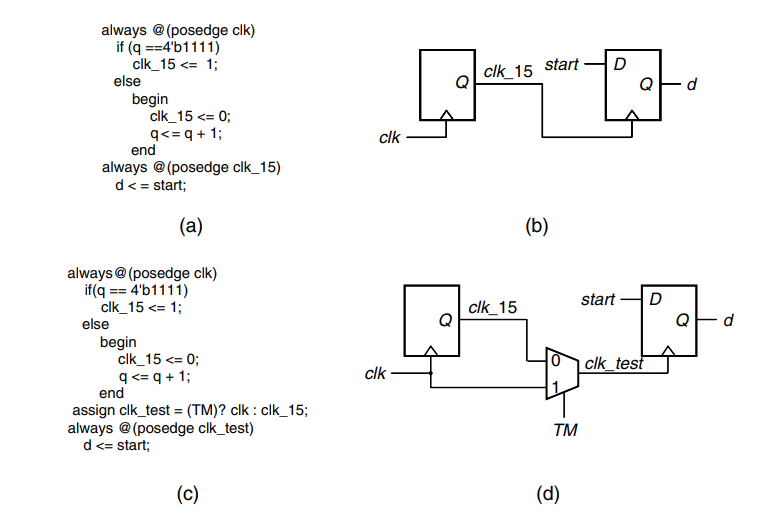 always @(posedge clk)
if (q ==4'b1111)
clk_15 <= 1;
else
begin
clk_15 <= 0;
q<= q + 1;
end
always @(posedge clk_15)
d < = start;
(a)
Q
clk_15
start
D
Q
d
clk
(b)
always@(posedge clk)
if(q == 4'b1111)
clk_15 <= 1;
else
begin
clk_15 <= 0;
q <= q + 1;
end
assign clk_test = (TM)? clk : clk_15;
always @(posedge clk_test)
d <= start;
(c)
Q
clk_15
start
D
Q
d
clk
0
1
clk_test
TM
(d)